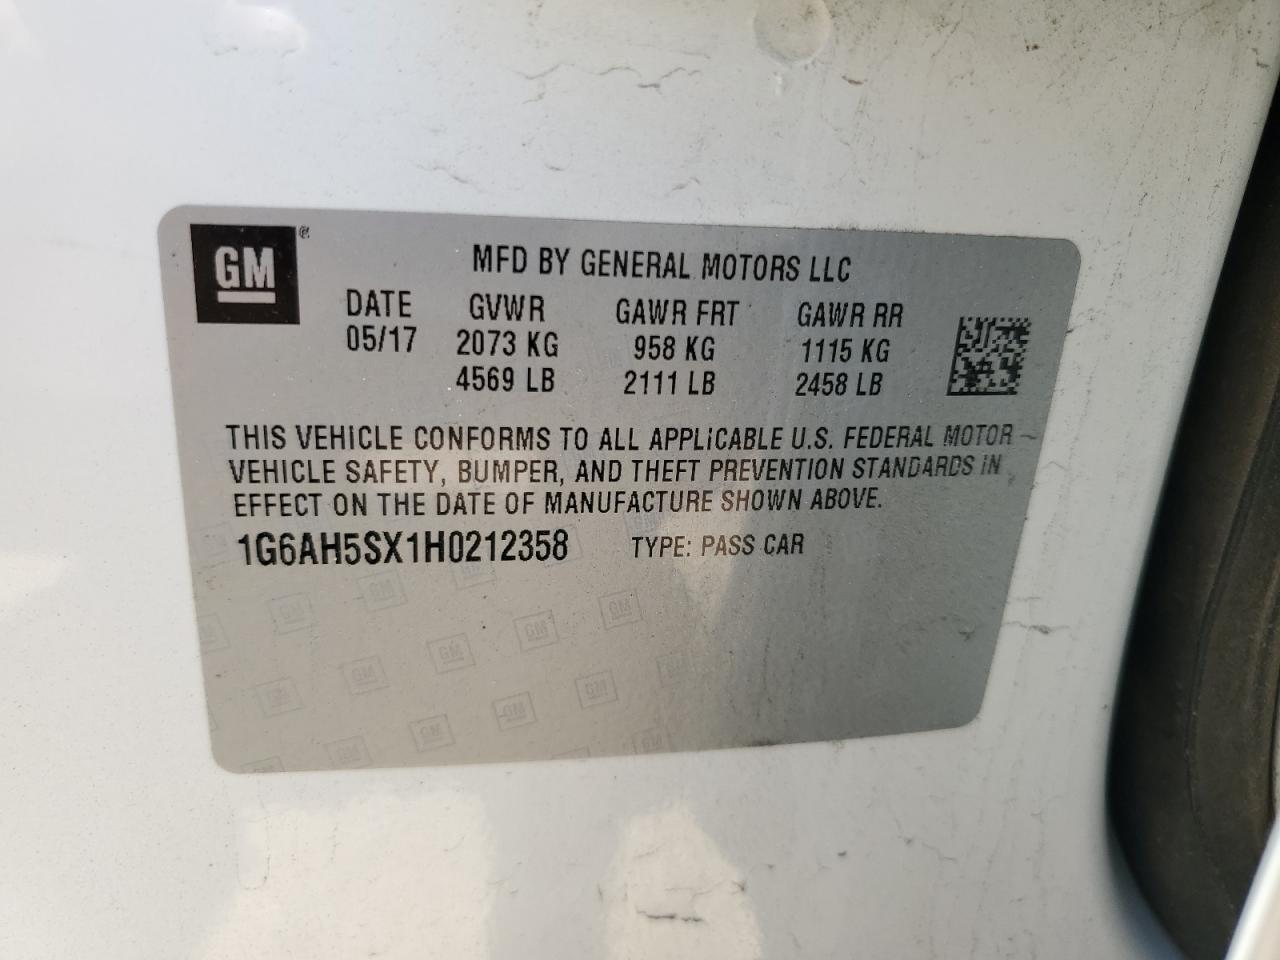 GM ®
MFD BY GENERAL MOTORS LLC
DATE GVWR GAWR FRT GAWR RR
05/17 2073 KG 958 KG 1115 KG
4569 LB 2111 LB 2458 LB
THIS VEHICLE CONFORMS TO ALL APPLICABLE U.S. FEDERAL MOTOR
VEHICLE SAFETY, BUMPER, AND THEFT PREVENTION STANDARDS IN
EFFECT ON THE DATE OF MANUFACTURE SHOWN ABOVE.
1G6AH5SX1H0212358 TYPE: PASS CAR